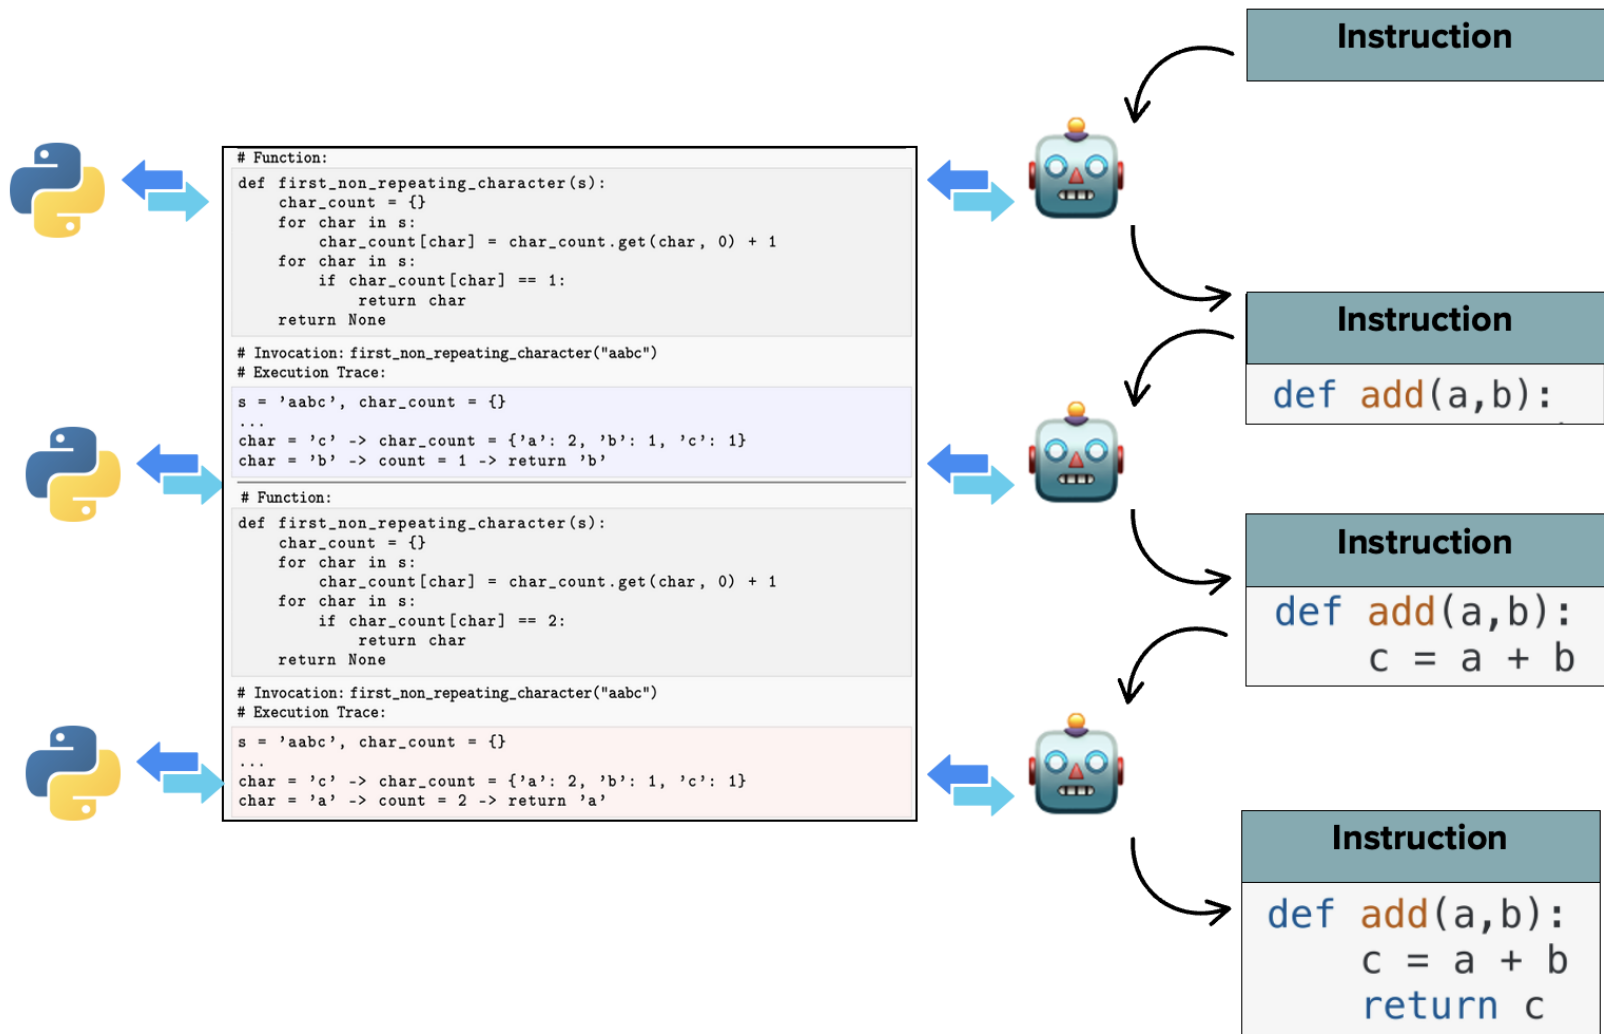 # Function:
def first_non_repeating_character(s):
    char_count = {}
    for char in s:
        char_count[char] = char_count.get(char, 0) + 1
    for char in s:
        if char_count[char] == 1:
            return char
    return None
# Invocation: first_non_repeating_character("aabc")
# Execution Trace:
s = 'aabc', char_count = {}
...
char = 'c' -> char_count = {'a': 2, 'b': 1, 'c': 1}
char = 'b' -> count = 1 -> return 'b'
# Function:
def first_non_repeating_character(s):
    char_count = {}
    for char in s:
        char_count[char] = char_count.get(char, 0) + 1
    for char in s:
        if char_count[char] == 2:
            return char
    return None
# Invocation: first_non_repeating_character("aabc")
# Execution Trace:
s = 'aabc', char_count = {}
...
char = 'c' -> char_count = {'a': 2, 'b': 1, 'c': 1}
char = 'a' -> count = 2 -> return 'a'
Instruction
Instruction
def add(a,b):
Instruction
def add(a,b):
    c = a + b
Instruction
def add(a,b):
    c = a + b
    return c